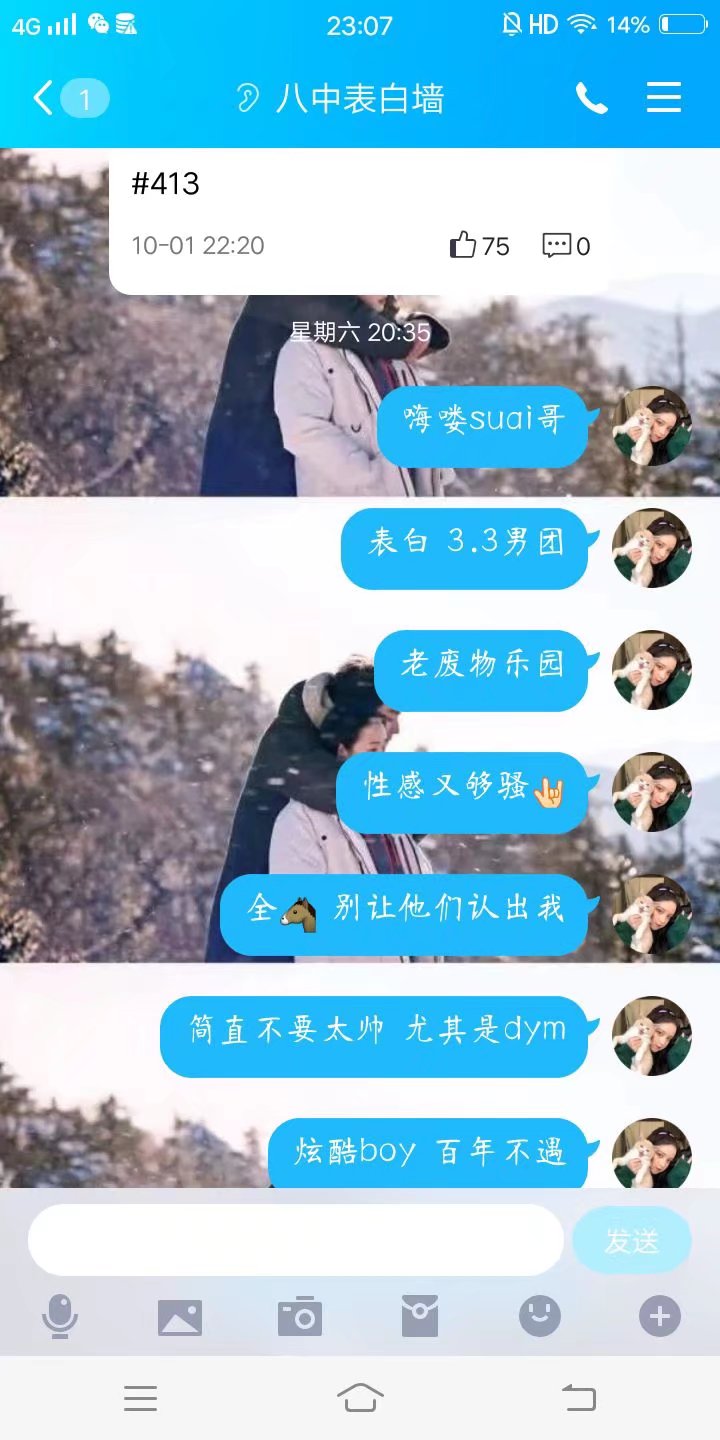 4G 23:07 HD 14%
1 八中表白墙
#413
10-01 22:20 75 0
星期六 20:35
嗨喽suai哥
表白 3.3男团
老废物乐园
性感又够骚🤟
全🐴 别让他们认出我
简直不要太帅 尤其是dym
炫酷boy 百年不遇
发送